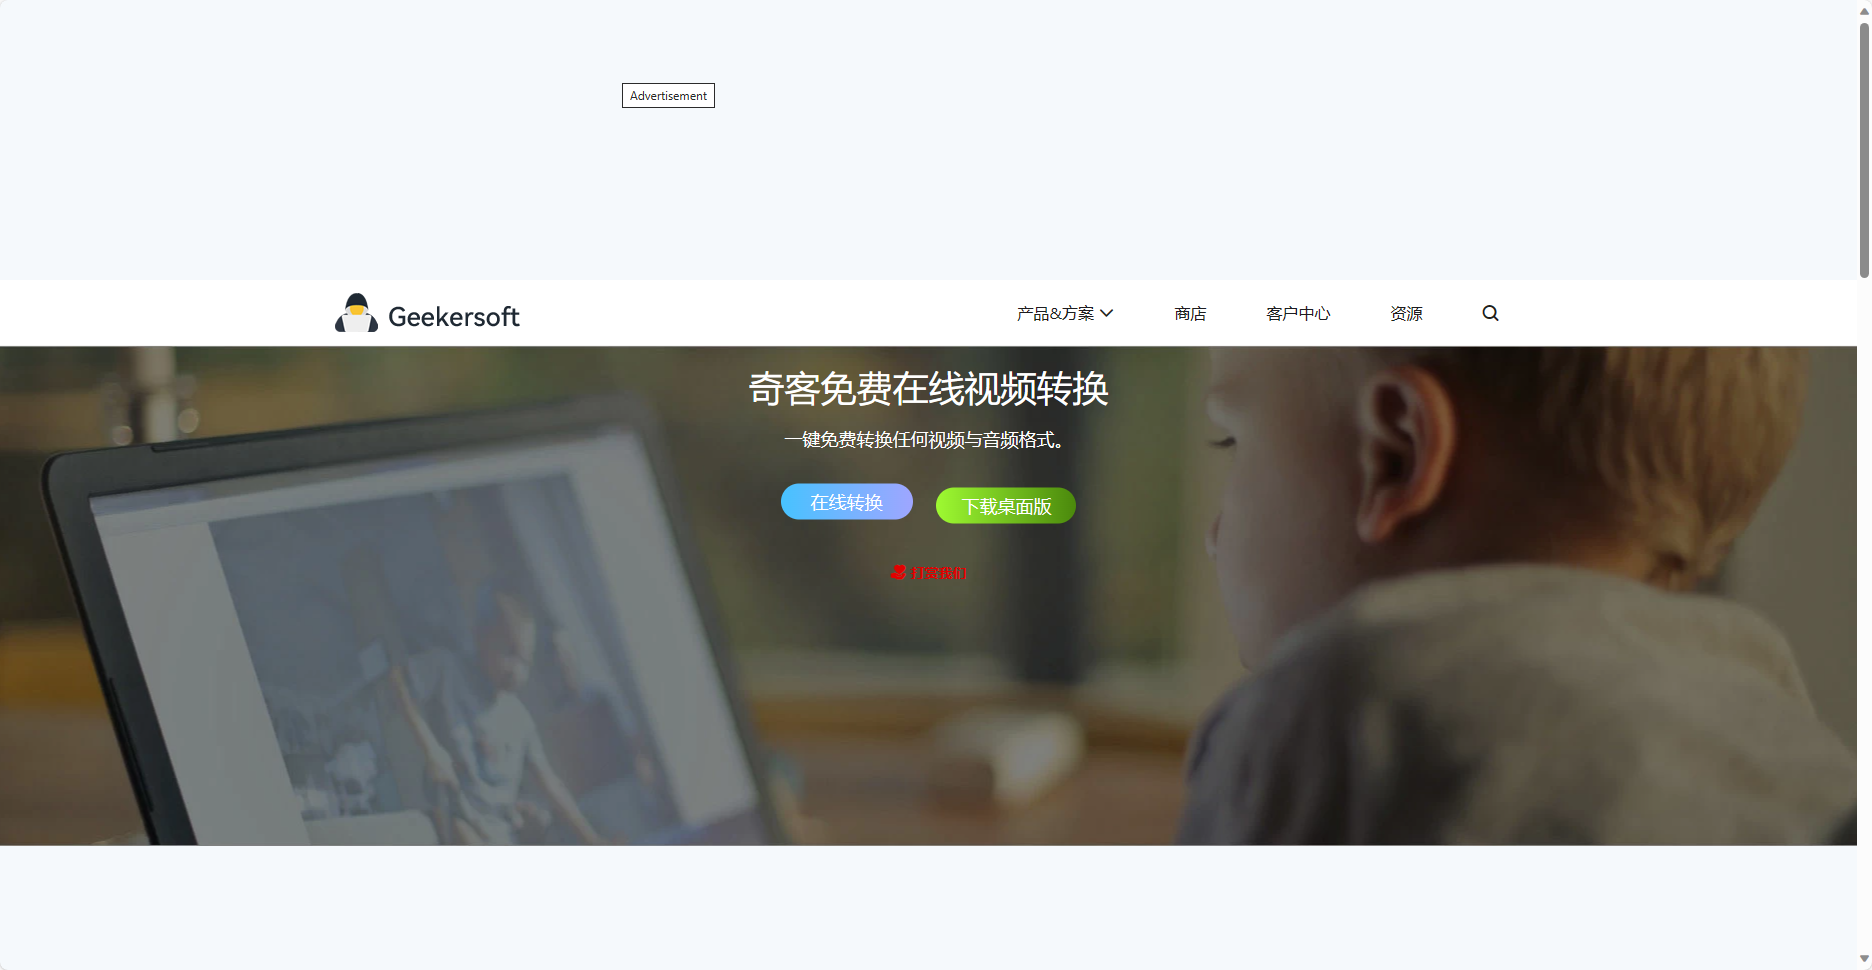 Advertisement
Geekersoft
产品&方案
商店
客户中心
资源
奇客免费在线视频转换
一键免费转换任何视频与音频格式。
在线转换
下载桌面版
打赏我们